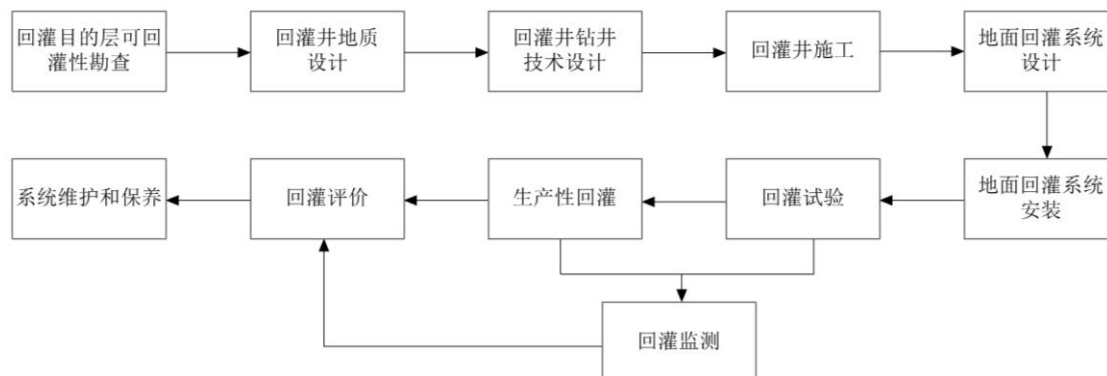 回灌目的层可回
灌性勘查
回灌井地质
设计
回灌井钻井
技术设计
回灌井施工
地面回灌系统
设计
地面回灌系统
安装
回灌试验
生产性回灌
回灌评价
系统维护和保养
回灌监测